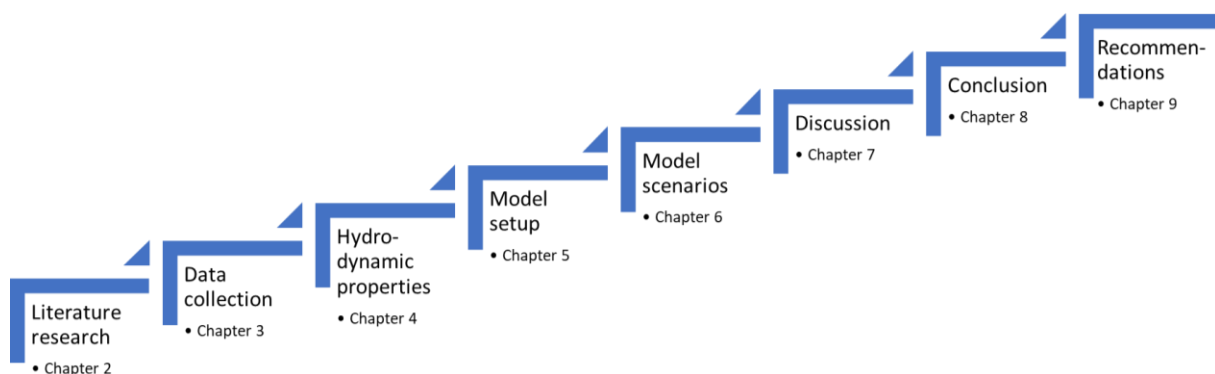 Literature
research
• Chapter 2
Data
collection
• Chapter 3
Hydro-
dynamic
properties
• Chapter 4
Model
setup
• Chapter 5
Model
scenarios
• Chapter 6
Discussion
• Chapter 7
Conclusion
• Chapter 8
Recommen-
dations
• Chapter 9